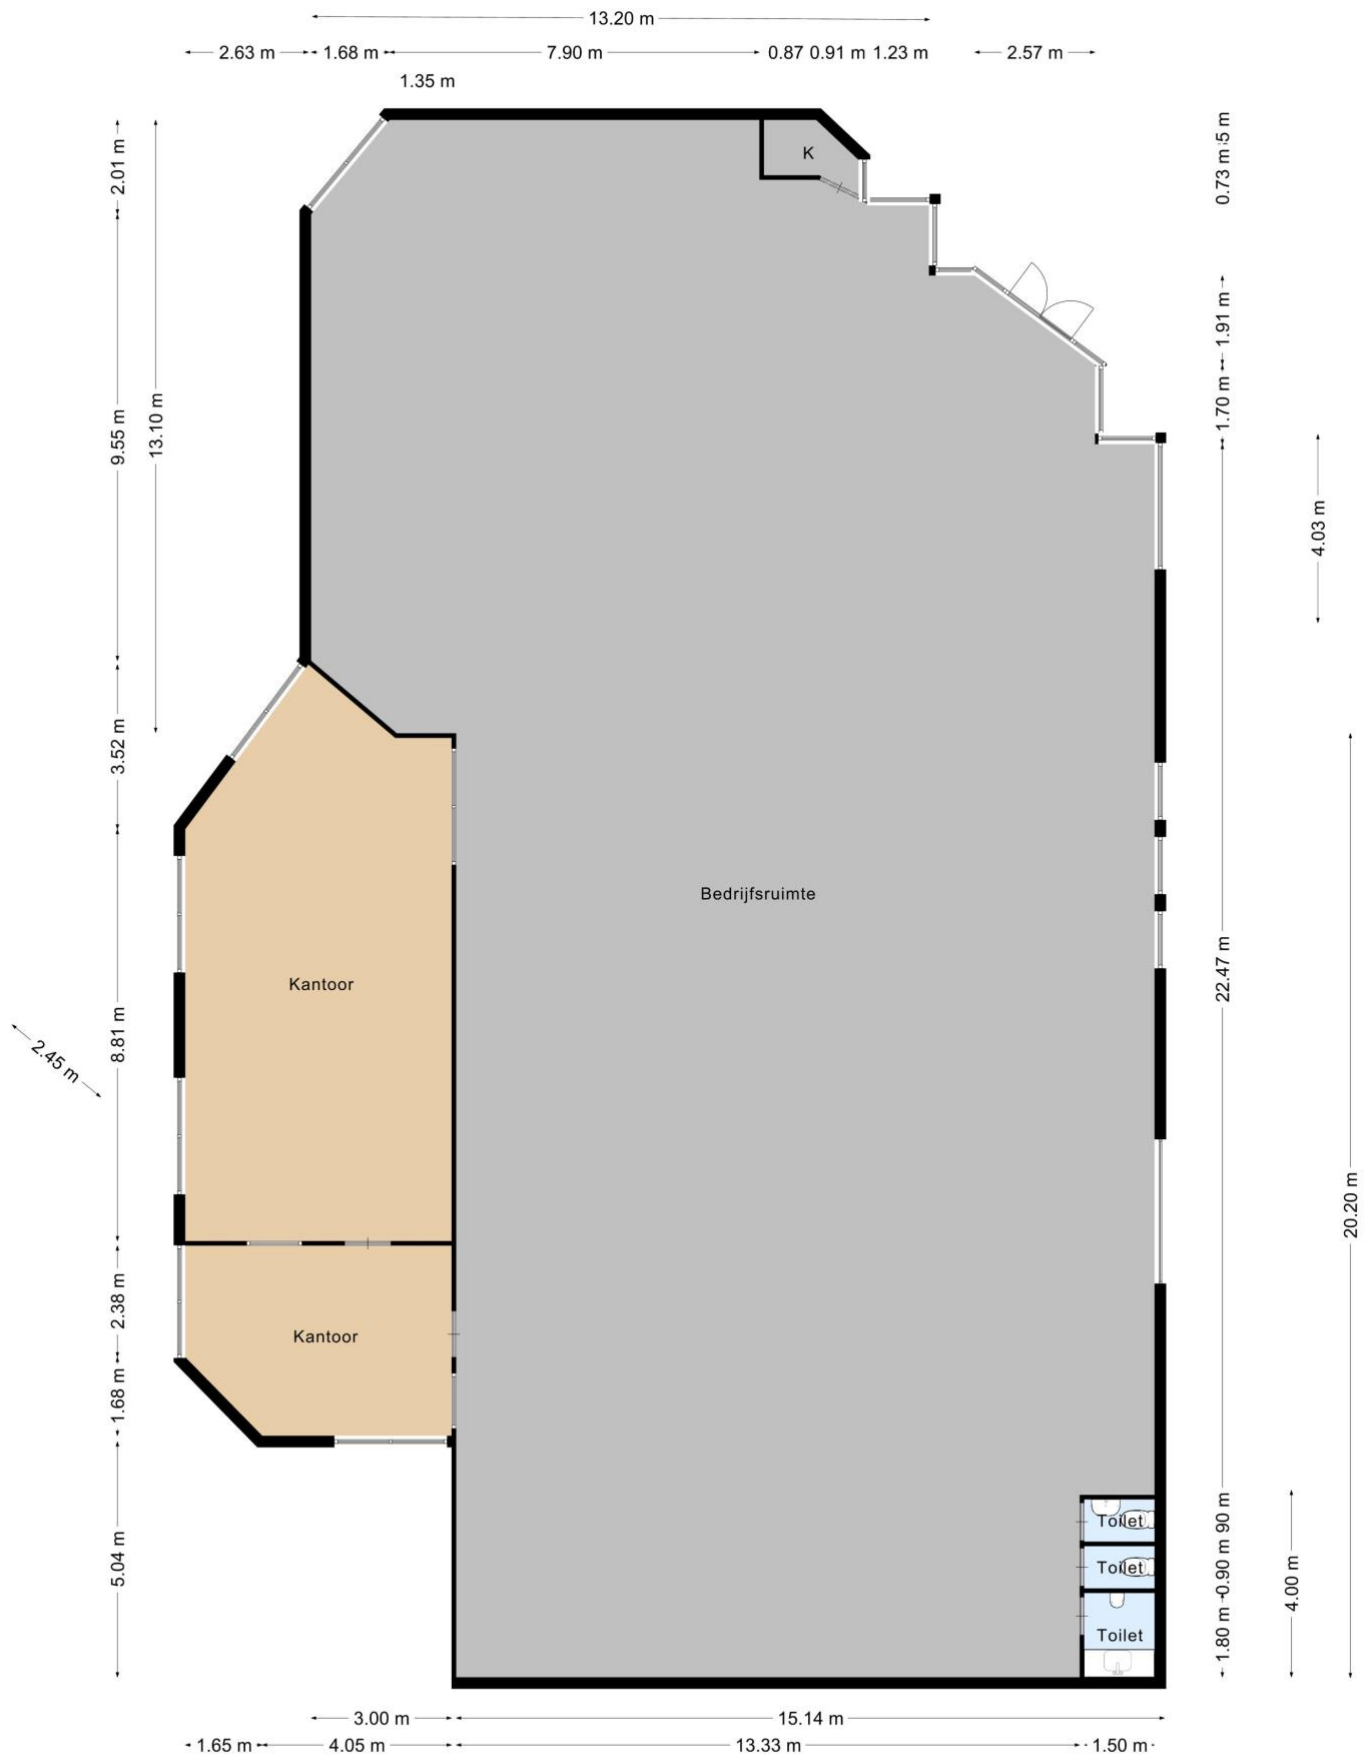 13.20 m
2.63 m
1.68 m
7.90 m
0.87
0.91 m
1.23 m
2.57 m
1.35 m
2.01 m
0.73 m
5 m
K
1.91 m
9.55 m
13.10 m
1.70 m
4.03 m
3.52 m
Bedrijfsruimte
22.47 m
Kantoor
8.81 m
2.45 m
20.20 m
2.38 m
Kantoor
1.68 m
5.04 m
Toilet
90 m
Toilet
0.90 m
4.00 m
Toilet
1.80 m
3.00 m
15.14 m
1.65 m
4.05 m
13.33 m
1.50 m